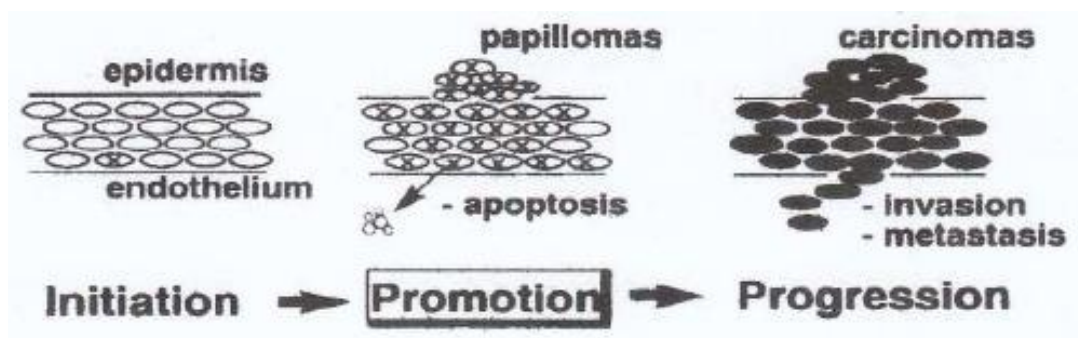 epidermis
endothelium
papillomas
- apoptosis
carcinomas
- invasion
- metastasis
Initiation
Promotion
Progression